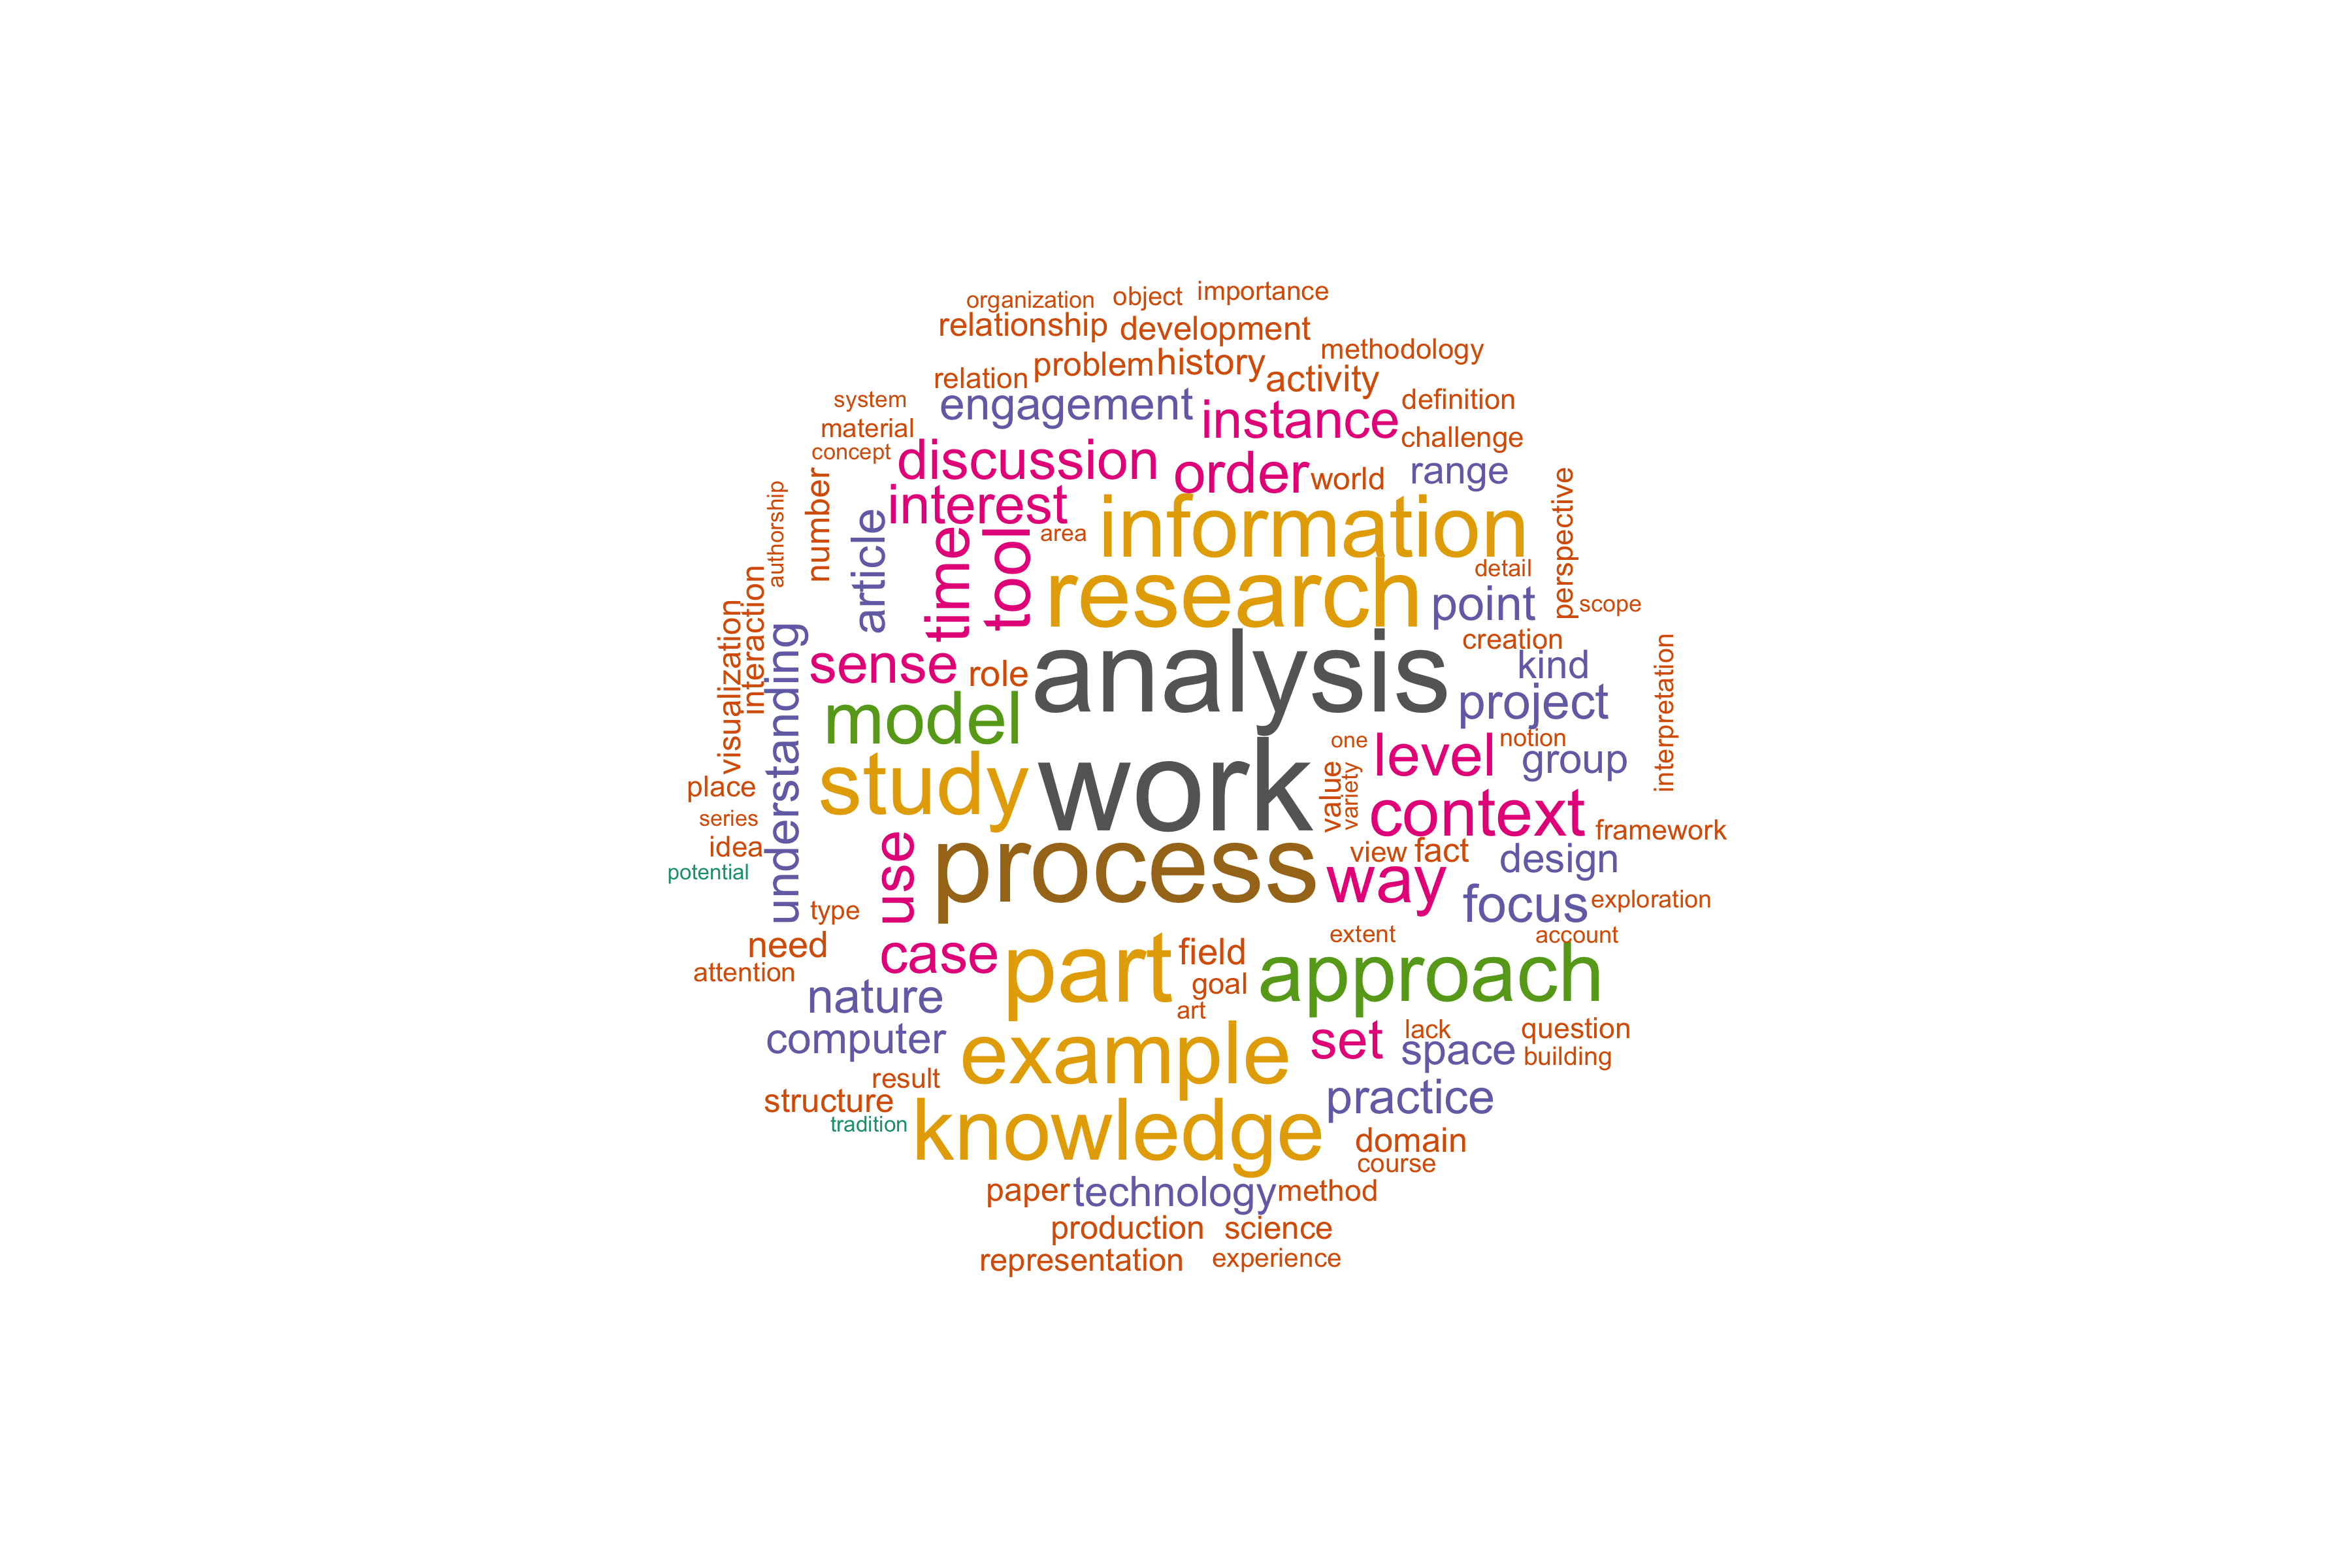 organization object importance
relationship development
problem history methodology
relation activity
system engagement instance definition
material challenge
concept discussion order world range
authorship number article interest information perspective
time tool area
research detail
visualization interaction point scope
understanding creation
sense role analysis kind interpretation
model project
one notion
study work level group
place value variety
series context framework
idea process view fact design
potential use way
type focus exploration
need case part field extent account
attention goal approach
nature art
computer example set lack question
space building
result
structure knowledge practice
tradition
domain
course
paper technology method
production science
representation experience